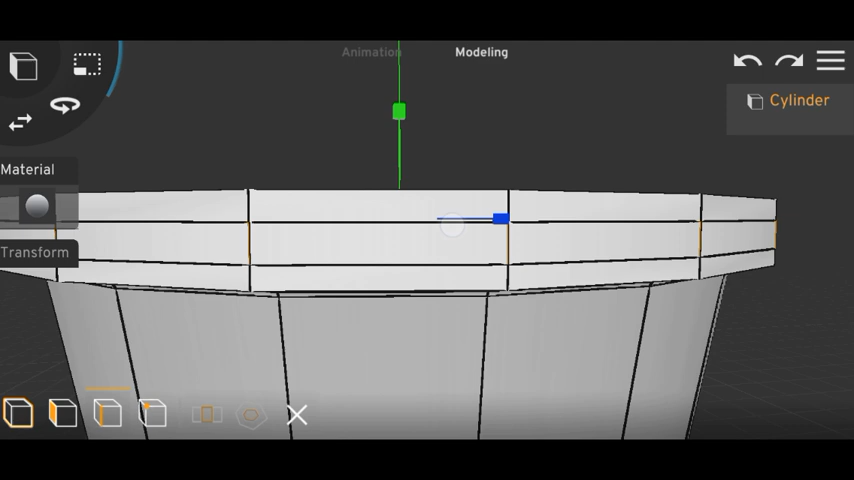 Animation
Modeling
Cylinder
Material
Transform